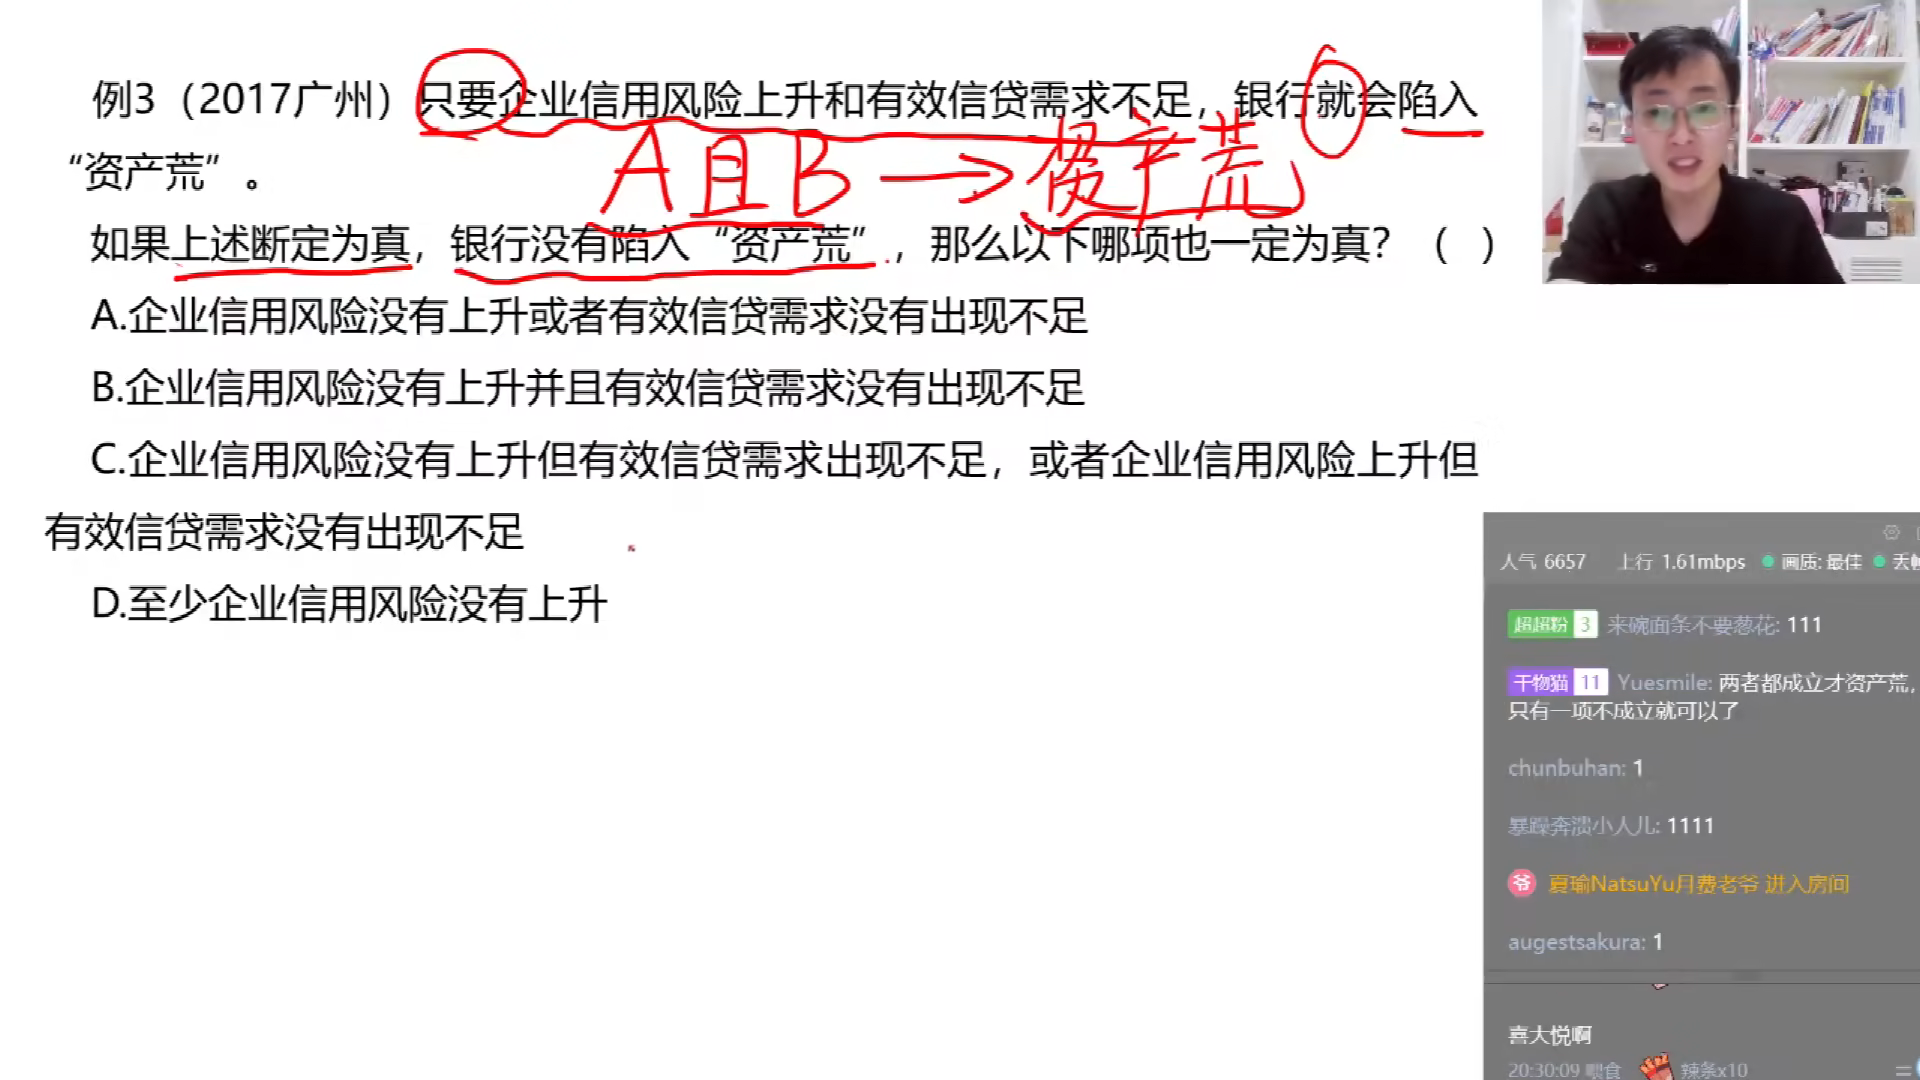 例3（2017广州）只要企业信用风险上升和有效信贷需求不足，银行就会陷入
“资产荒”。
A且B→资产荒
如果上述断定为真，银行没有陷入“资产荒”，那么以下哪项也一定为真？（ ）
A.企业信用风险没有上升或者有效信贷需求没有出现不足
B.企业信用风险没有上升并且有效信贷需求没有出现不足
C.企业信用风险没有上升但有效信贷需求出现不足，或者企业信用风险上升但
有效信贷需求没有出现不足
D.至少企业信用风险没有上升
人气 6657 上行 1.61mbps 画质: 最佳
超超粉 3 来碗面条不要葱花: 111
干物猫 11 Yuesmile: 两者都成立才资产荒，
只有一项不成立就可以了
chunbuhan: 1
暴躁奔溃小人儿: 1111
爷 夏瑜NatsuYu月费老爷 进入房间
augestsakura: 1
喜大悦啊
20:30:09 喂食 辣条x10